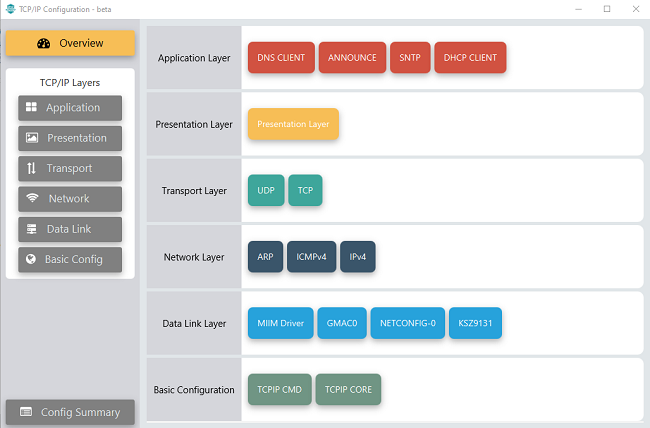 TCP/IP Configuration - beta
Overview
TCP/IP Layers
Application
Presentation
Transport
Network
Data Link
Basic Config
Config Summary
Application Layer
DNS CLIENT
ANNOUNCE
SNTP
DHCP CLIENT
Presentation Layer
Presentation Layer
Transport Layer
UDP
TCP
Network Layer
ARP
ICMPv4
IPv4
Data Link Layer
MIIM Driver
GMAC0
NETCONFIG-0
KSZ9131
Basic Configuration
TCPIP CMD
TCPIP CORE